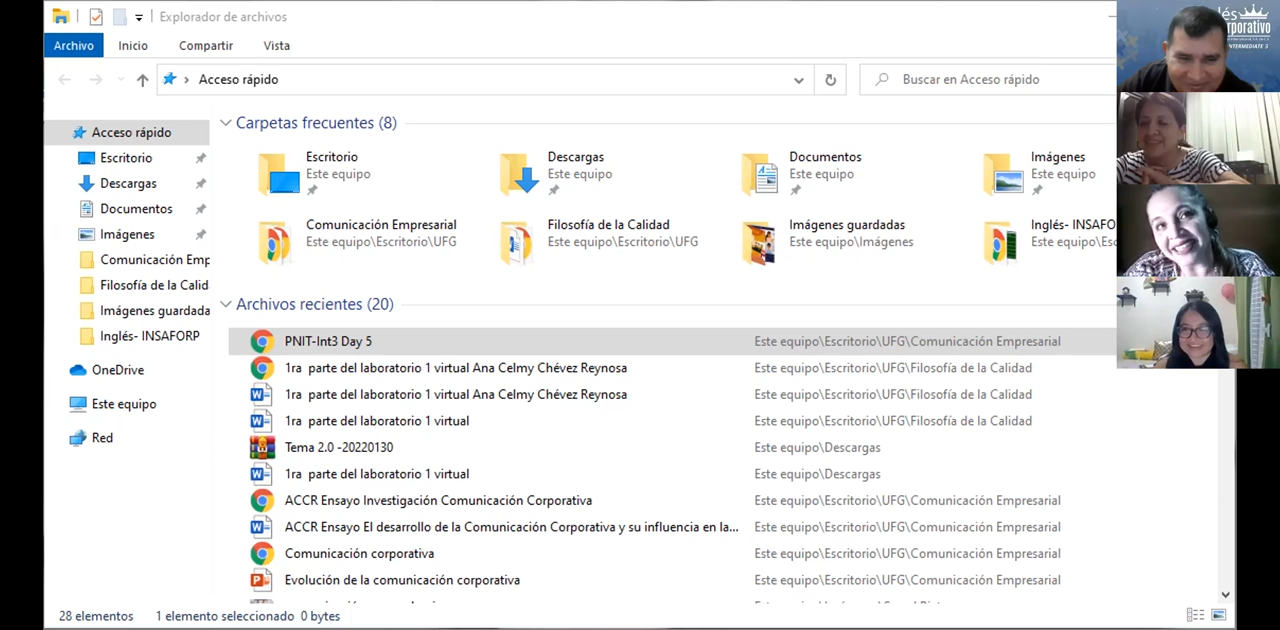 Explorador de archivos
Archivo Inicio Compartir Vista
Acceso rápido
Buscar en Acceso rápido
Acceso rápido
Escritorio
Descargas
Documentos
Imágenes
Comunicación Emp
Filosofía de la Calid
Imágenes guardada
Inglés- INSAFORP
OneDrive
Este equipo
Red
Carpetas frecuentes (8)
Escritorio
Este equipo
Descargas
Este equipo
Documentos
Este equipo
Imágenes
Este equipo
Comunicación Empresarial
Este equipo\Escritorio\UFG
Filosofía de la Calidad
Este equipo\Escritorio\UFG
Imágenes guardadas
Este equipo\Imágenes
Inglés- INSAFO
Este equipo\Esc
Archivos recientes (20)
PNIT-Int3 Day 5 Este equipo\Escritorio\UFG\Comunicación Empresarial
1ra parte del laboratorio 1 virtual Ana Celmy Chévez Reynosa Este equipo\Escritorio\UFG\Filosofía de la Calidad
1ra parte del laboratorio 1 virtual Ana Celmy Chévez Reynosa Este equipo\Escritorio\UFG\Filosofía de la Calidad
1ra parte del laboratorio 1 virtual Este equipo\Escritorio\UFG\Filosofía de la Calidad
Tema 2.0 -20220130 Este equipo\Descargas
1ra parte del laboratorio 1 virtual Este equipo\Descargas
ACCR Ensayo Investigación Comunicación Corporativa Este equipo\Escritorio\UFG\Comunicación Empresarial
ACCR Ensayo El desarrollo de la Comunicación Corporativa y su influencia en la... Este equipo\Escritorio\UFG\Comunicación Empresarial
Comunicación corporativa Este equipo\Escritorio\UFG\Comunicación Empresarial
Evolución de la comunicación corporativa Este equipo\Escritorio\UFG\Comunicación Empresarial
28 elementos 1 elemento seleccionado 0 bytes
lés
rporativo
INTERMEDIATE 3